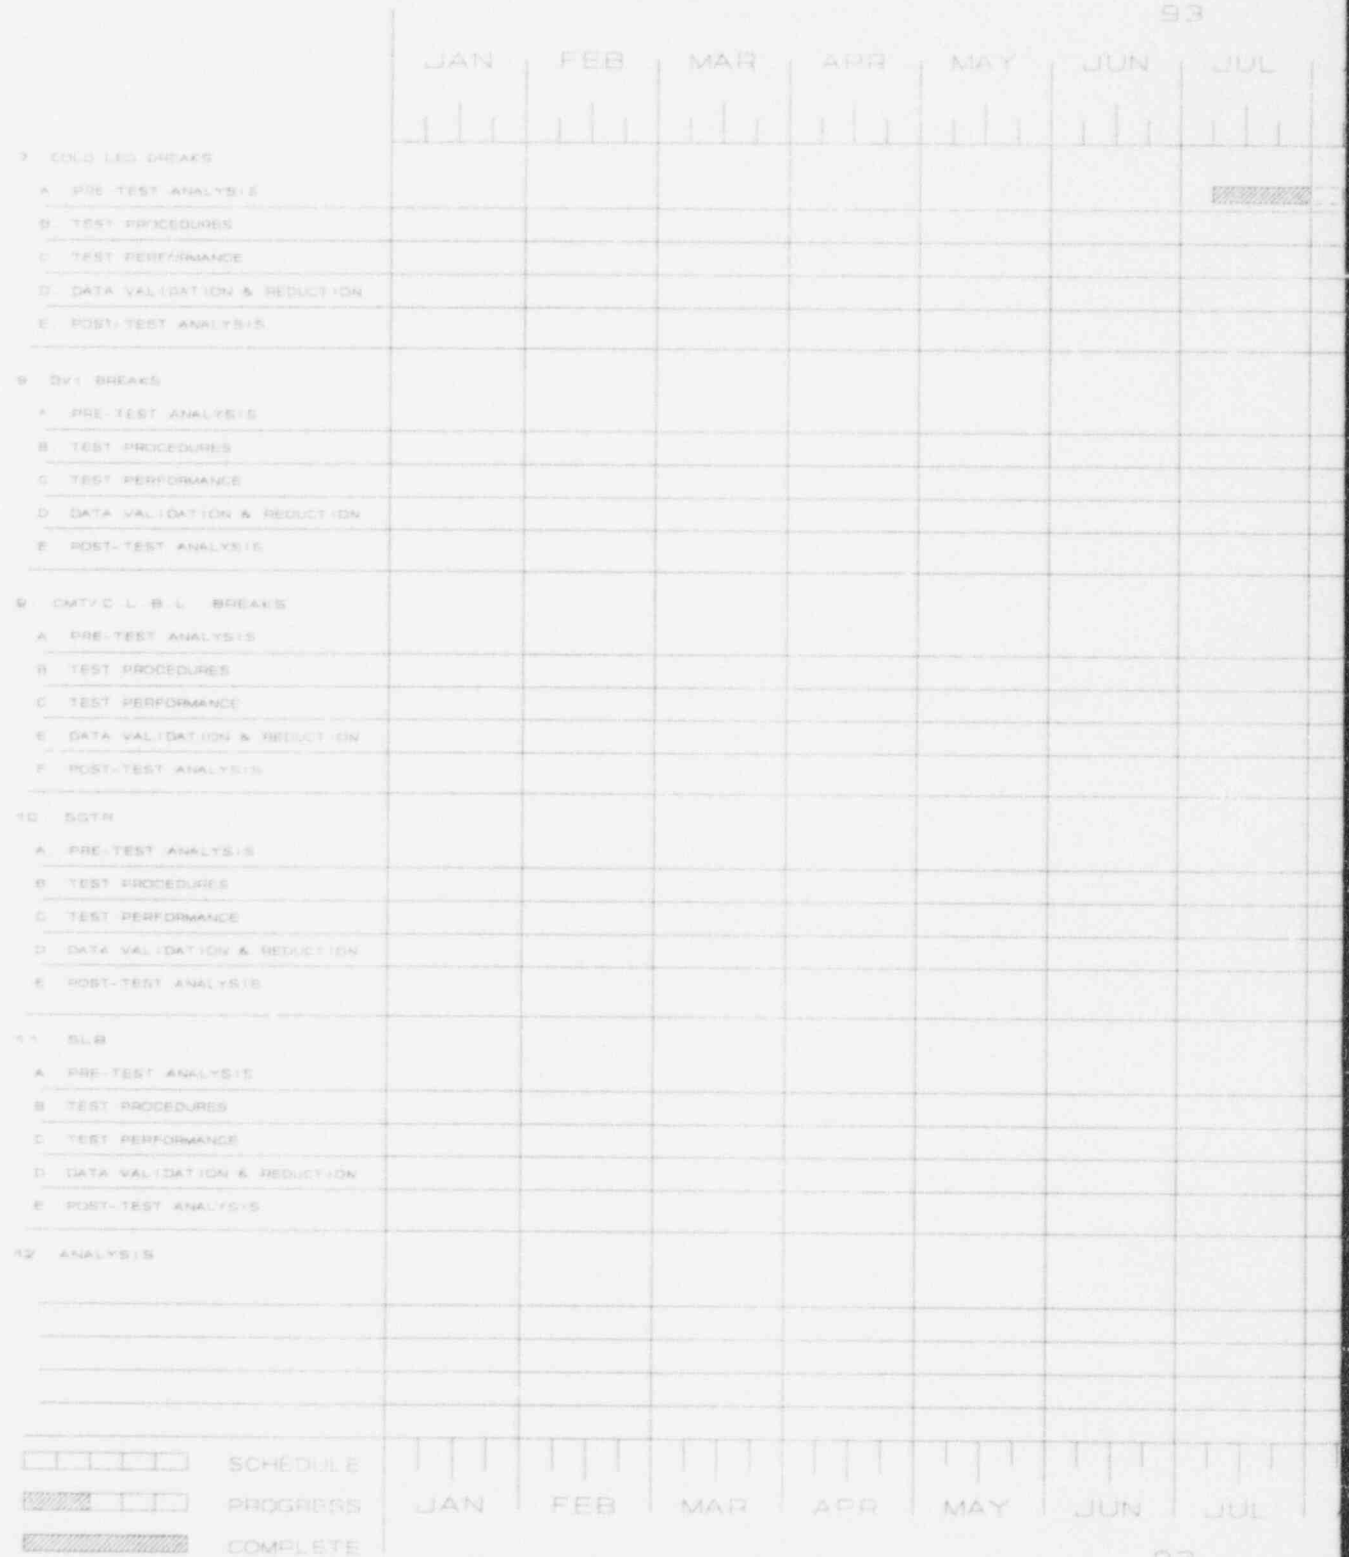 93
JAN FEB MAR APR MAY JUN JUL
7 COLD LEG BREAKS
A PRE-TEST ANALYSIS
B TEST PROCEDURES
C TEST PERFORMANCE
D DATA VALIDATION & REDUCTION
E POST-TEST ANALYSIS
8 DVI BREAKS
A PRE-TEST ANALYSIS
B TEST PROCEDURES
C TEST PERFORMANCE
D DATA VALIDATION & REDUCTION
E POST-TEST ANALYSIS
9 CMT/C.L.B.L. BREAKS
A PRE-TEST ANALYSIS
B TEST PROCEDURES
C TEST PERFORMANCE
E DATA VALIDATION & REDUCTION
F POST-TEST ANALYSIS
10 SGTR
A PRE-TEST ANALYSIS
B TEST PROCEDURES
C TEST PERFORMANCE
D DATA VALIDATION & REDUCTION
E POST-TEST ANALYSIS
11 SLB
A PRE-TEST ANALYSIS
B TEST PROCEDURES
C TEST PERFORMANCE
D DATA VALIDATION & REDUCTION
E POST-TEST ANALYSIS
12 ANALYSIS
SCHEDULE
PROGRESS
COMPLETE
JAN FEB MAR APR MAY JUN JUL